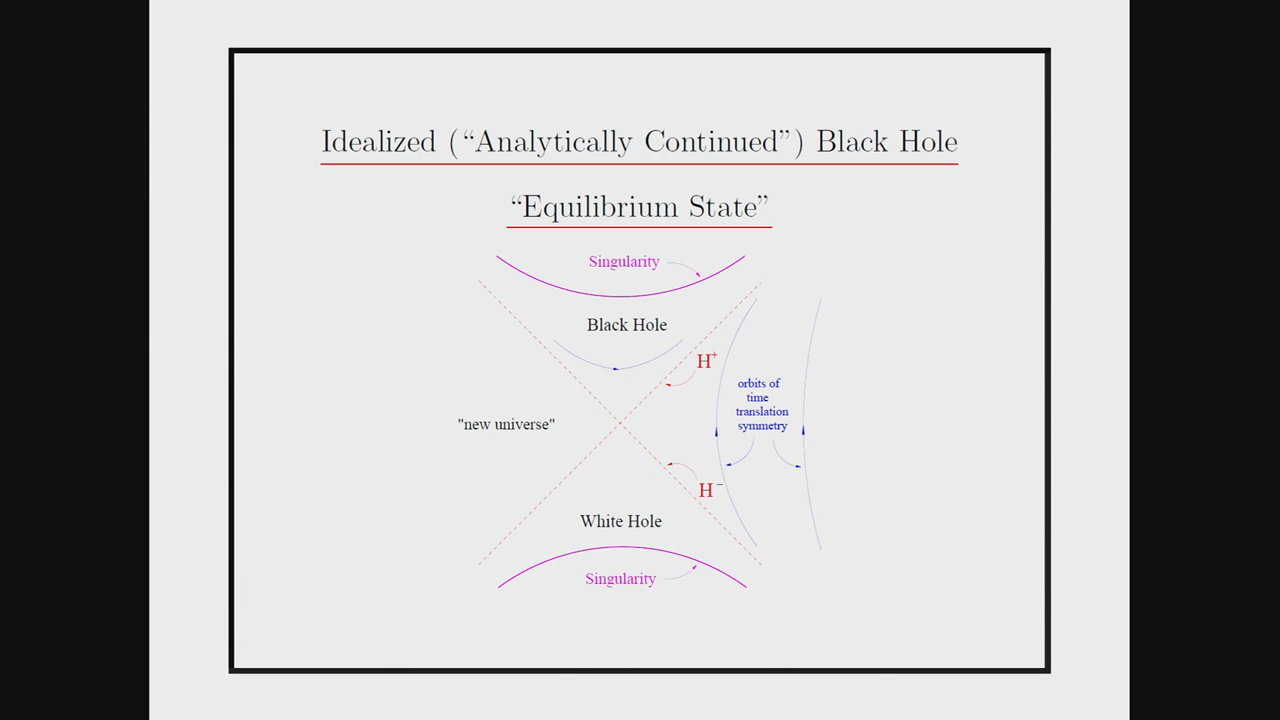 Idealized (“Analytically Continued”) Black Hole
“Equilibrium State”
Singularity
Black Hole
H+
orbits of
time
translation
symmetry
"new universe"
H−
White Hole
Singularity